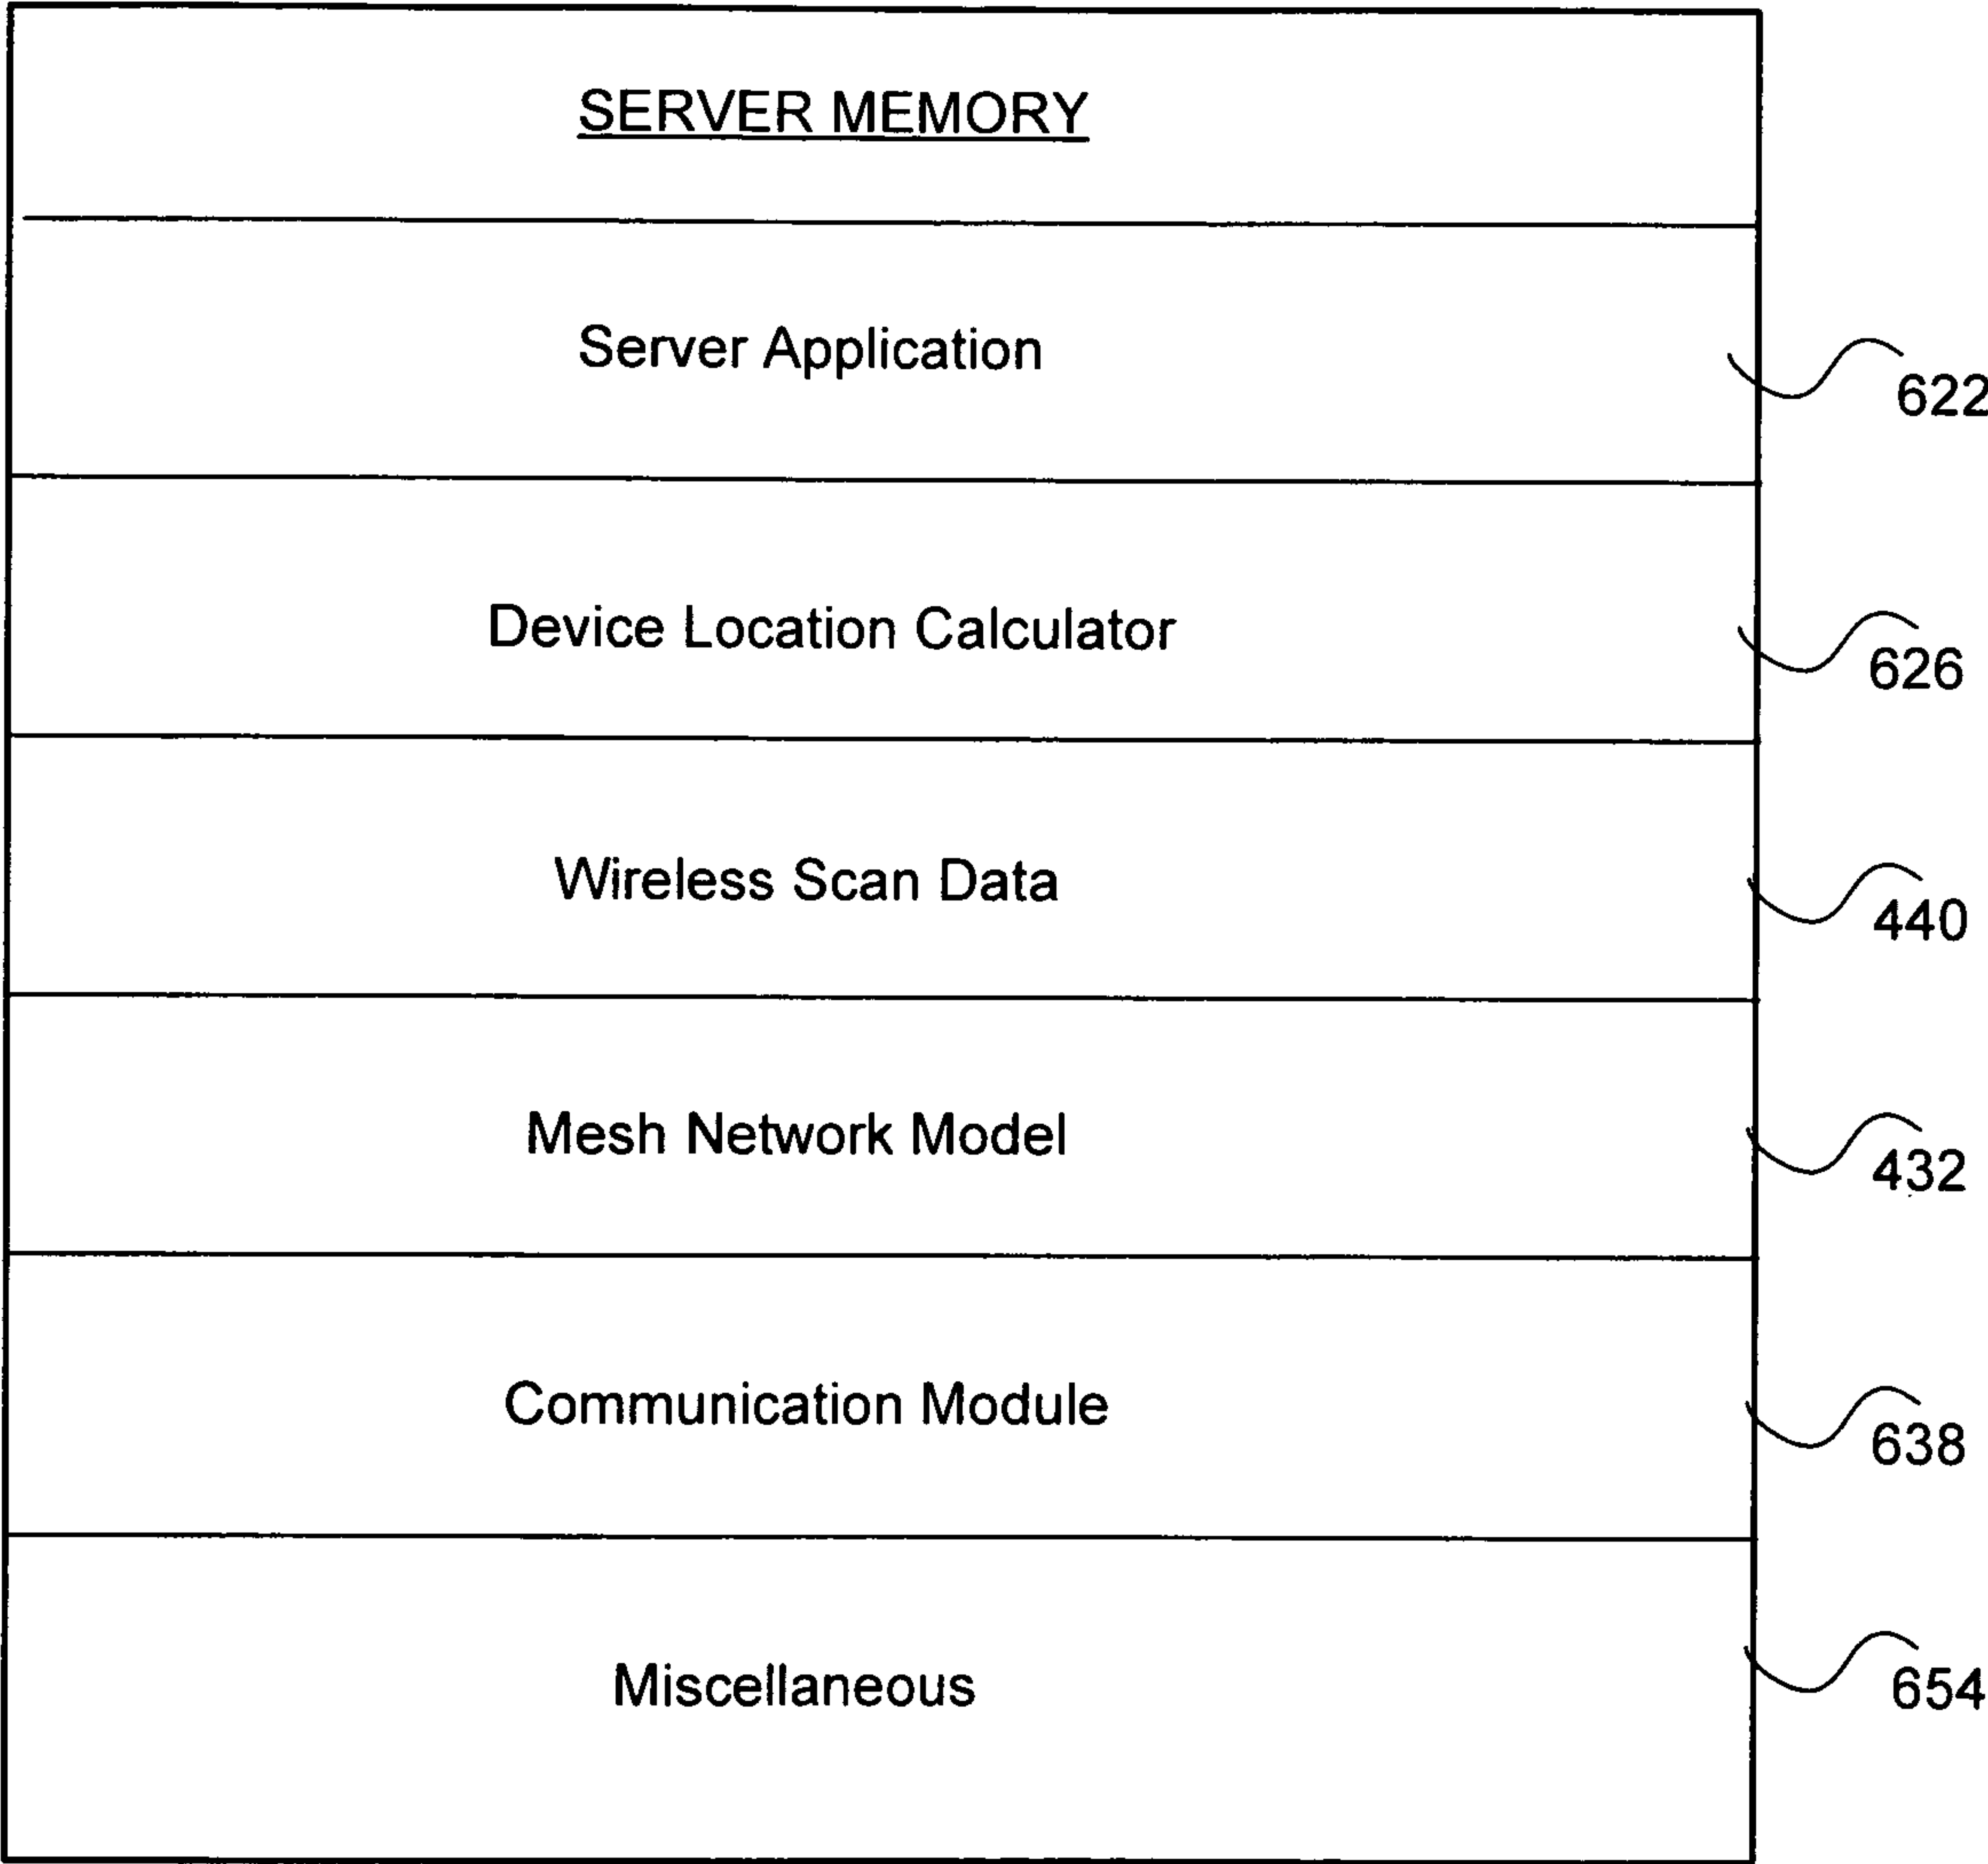 SERVER MEMORY
Server Application
622
Device Location Calculator
626
Wireless Scan Data
440
Mesh Network Model
432
Communication Module
638
Miscellaneous
654